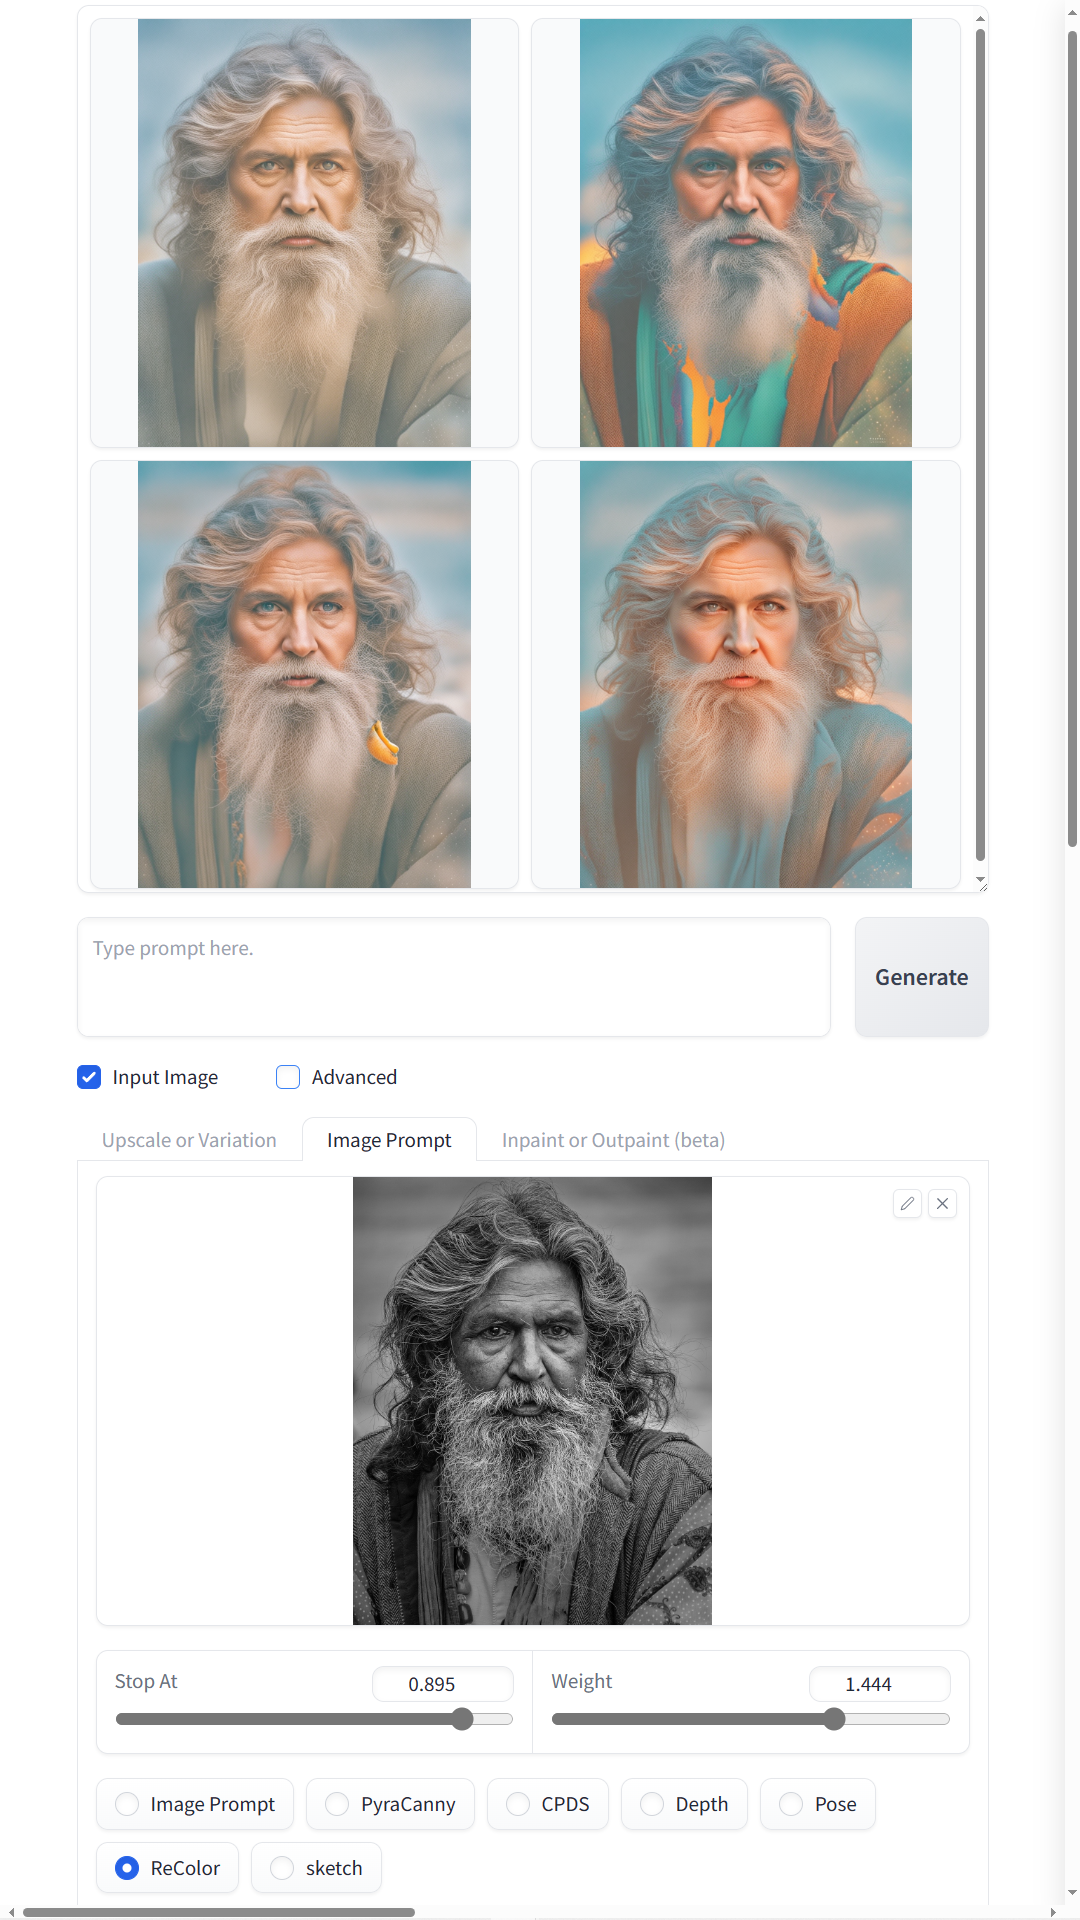 Type prompt here.
Generate
Input Image
Advanced
Upscale or Variation
Image Prompt
Inpaint or Outpaint (beta)
Stop At
0.895
Weight
1.444
Image Prompt
PyraCanny
CPDS
Depth
Pose
ReColor
sketch